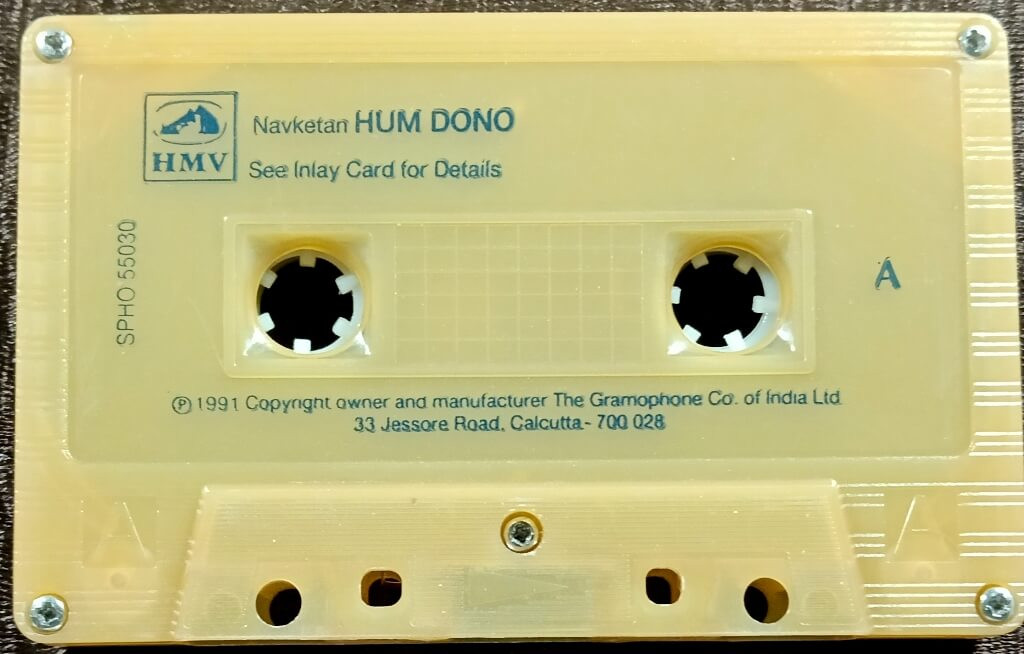 HMV
Navketan HUM DONO
See Inlay Card for Details
SPHO 55030
A
Ⓟ 1991 Copyright owner and manufacturer The Gramophone Co. of India Ltd
33 Jessore Road, Calcutta- 700 028
A
A